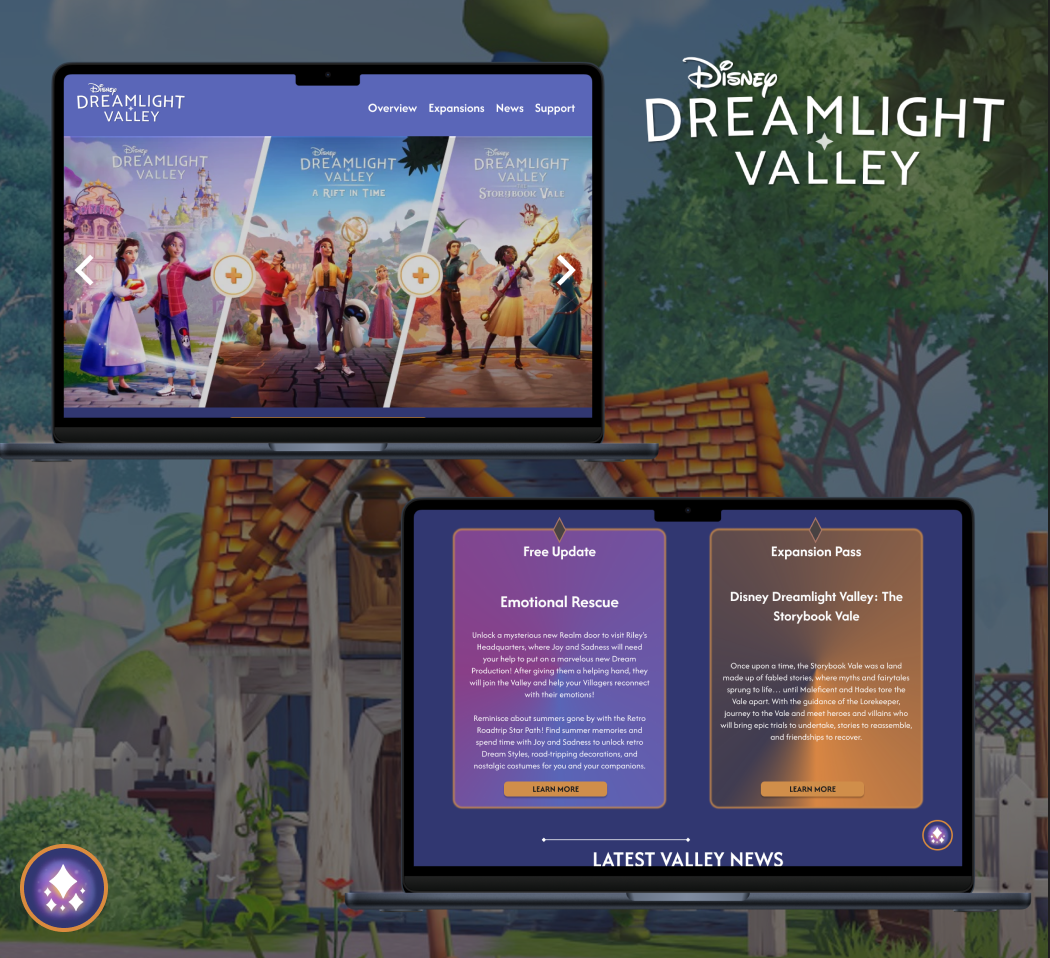 Disney
DREAMLIGHT
VALLEY
Overview Expansions News Support
Disney
DREAMLIGHT
VALLEY
Disney
DREAMLIGHT
VALLEY
A RIFT IN TIME
Disney
DREAMLIGHT
VALLEY
STORYBOOK VALE
Disney
DREAMLIGHT
VALLEY
Free Update
Emotional Rescue
Unlock a mysterious new Realm door to visit Riley's
Headquarters, where Joy and Sadness will need
your help to put on a marvelous new Dream
Production! After giving them a helping hand, they
will join the Valley and help your Villagers reconnect
with their emotions!
Reminisce about summers gone by with the Retro
Roadtrip Star Path! Find summer memories and
spend time with Joy and Sadness to unlock retro
Dream Styles, road-tripping decorations, and
nostalgic costumes for you and your companions.
LEARN MORE
Expansion Pass
Disney Dreamlight Valley: The
Storybook Vale
Once upon a time, the Storybook Vale was a land
made up of fabled stories, where myths and fairytales
sprung to life... until Maleficent and Hades tore the
Vale apart. With the guidance of the Lorekeeper,
journey to the Vale and meet heroes and villains who
will bring epic trials to undertake, stories to reassemble,
and friendships to recover.
LEARN MORE
LATEST VALLEY NEWS